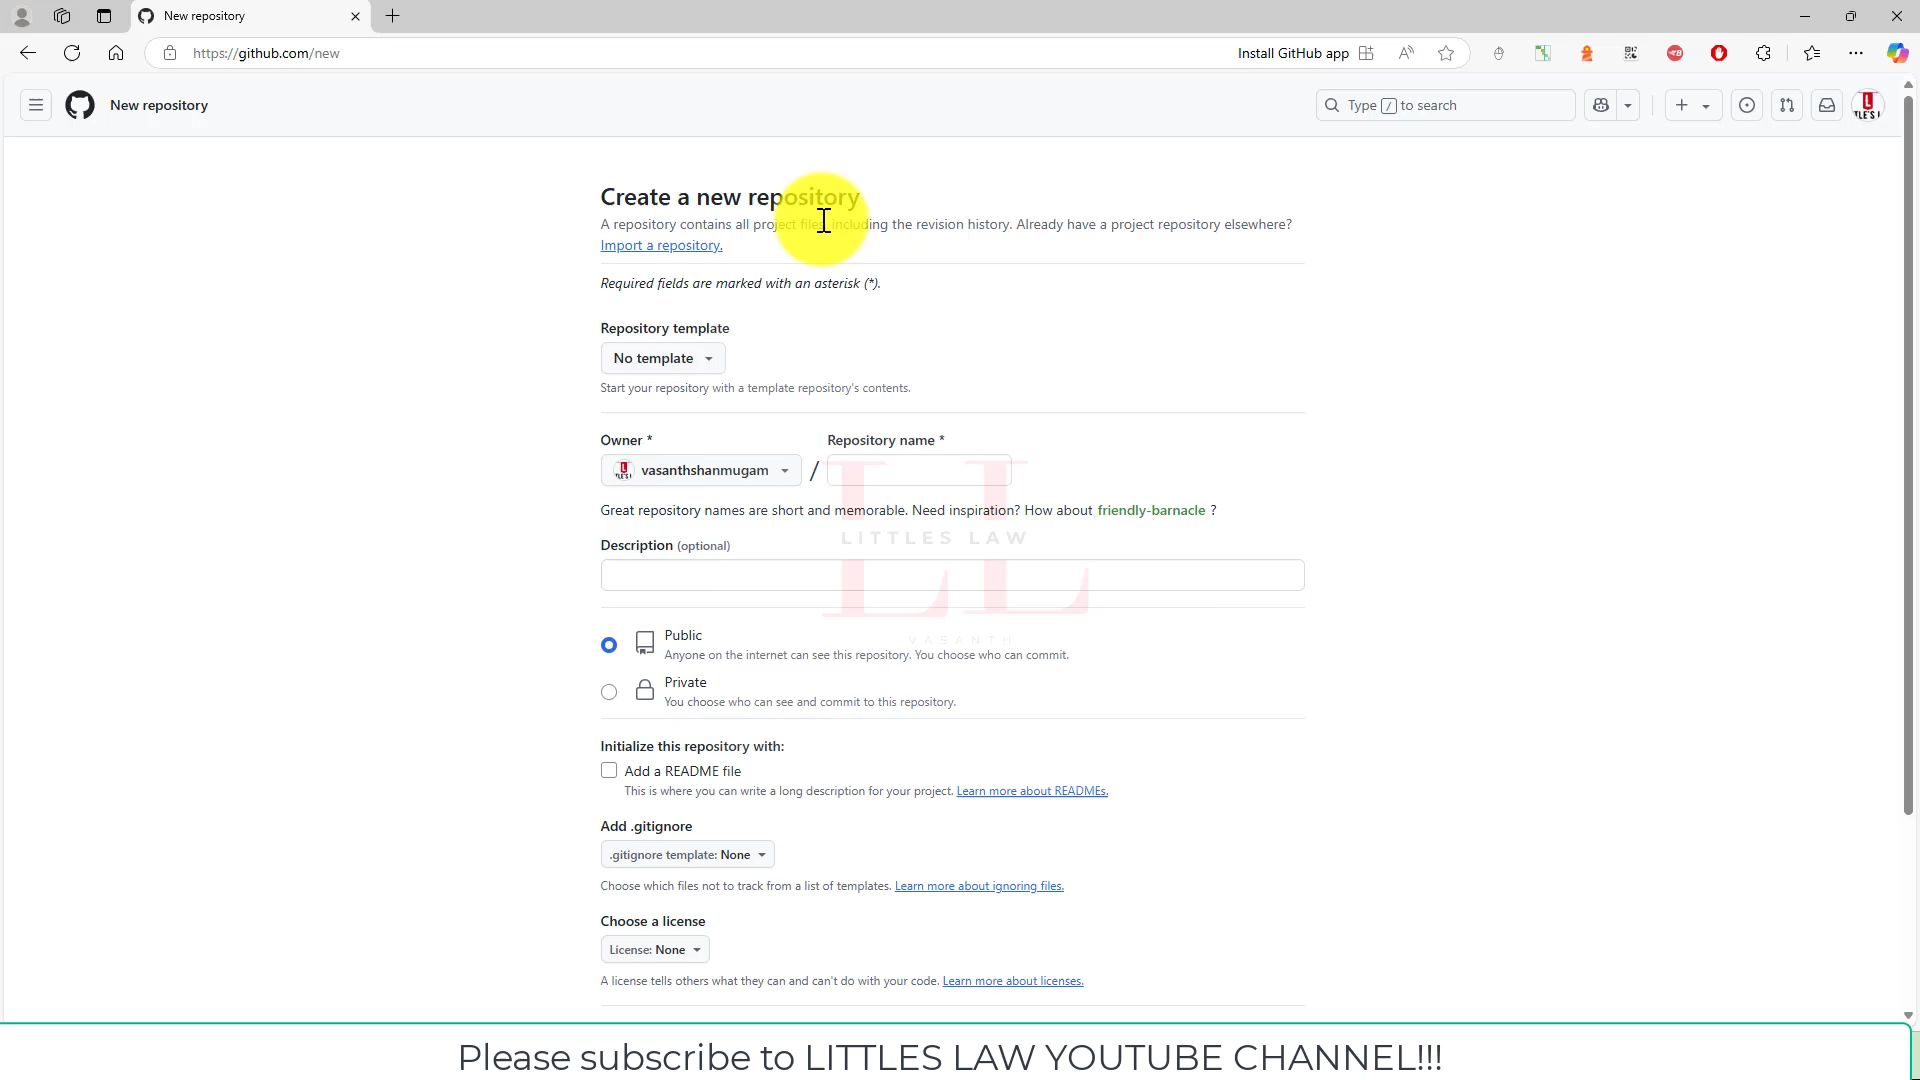 New repository
https://github.com/new
Install GitHub app
New repository
Type / to search
Create a new repository
A repository contains all project files, including the revision history. Already have a project repository elsewhere?
Import a repository.
Required fields are marked with an asterisk (*).
Repository template
No template
Start your repository with a template repository's contents.
Owner *
Repository name *
vasanthshanmugam
/
Great repository names are short and memorable. Need inspiration? How about friendly-barnacle ?
LITTLES LAW
Description (optional)
LL
VASANTH
Public
Anyone on the internet can see this repository. You choose who can commit.
Private
You choose who can see and commit to this repository.
Initialize this repository with:
Add a README file
This is where you can write a long description for your project. Learn more about READMEs.
Add .gitignore
.gitignore template: None
Choose which files not to track from a list of templates. Learn more about ignoring files.
Choose a license
License: None
A license tells others what they can and can't do with your code. Learn more about licenses.
Please subscribe to LITTLES LAW YOUTUBE CHANNEL!!!